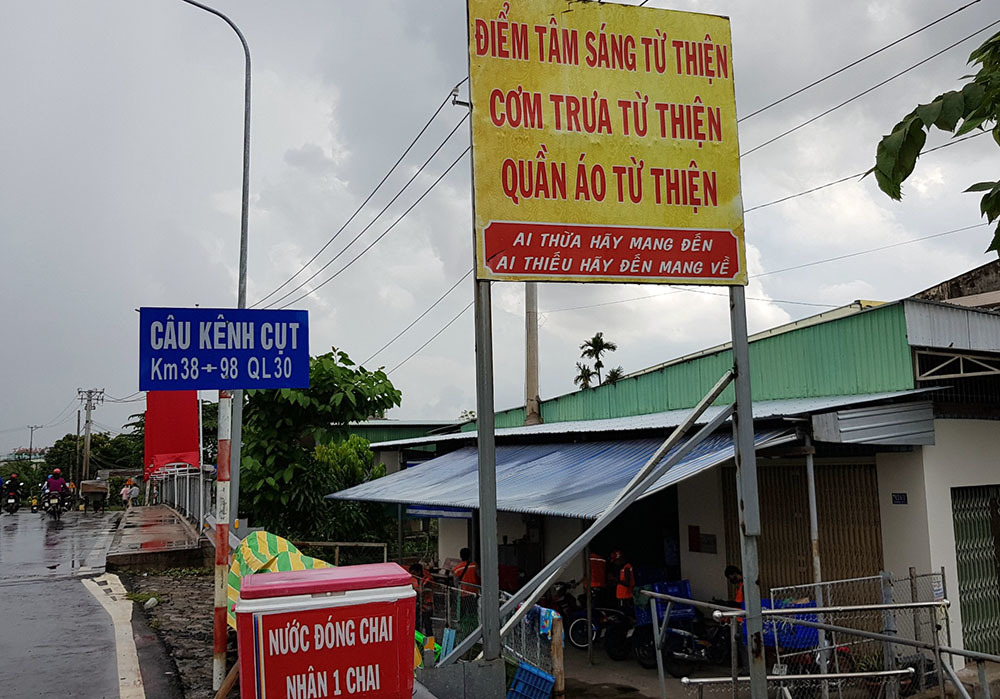 ĐIỂM TÂM SÁNG TỪ THIỆN
CƠM TRƯA TỪ THIỆN
QUẦN ÁO TỪ THIỆN
AI THỪA HÃY MANG ĐẾN
AI THIẾU HÃY ĐẾN MANG VỀ
CÂU KÊNH CỤT
Km38+98 QL30
NƯỚC ĐÓNG CHAI
NHẬN 1 CHAI